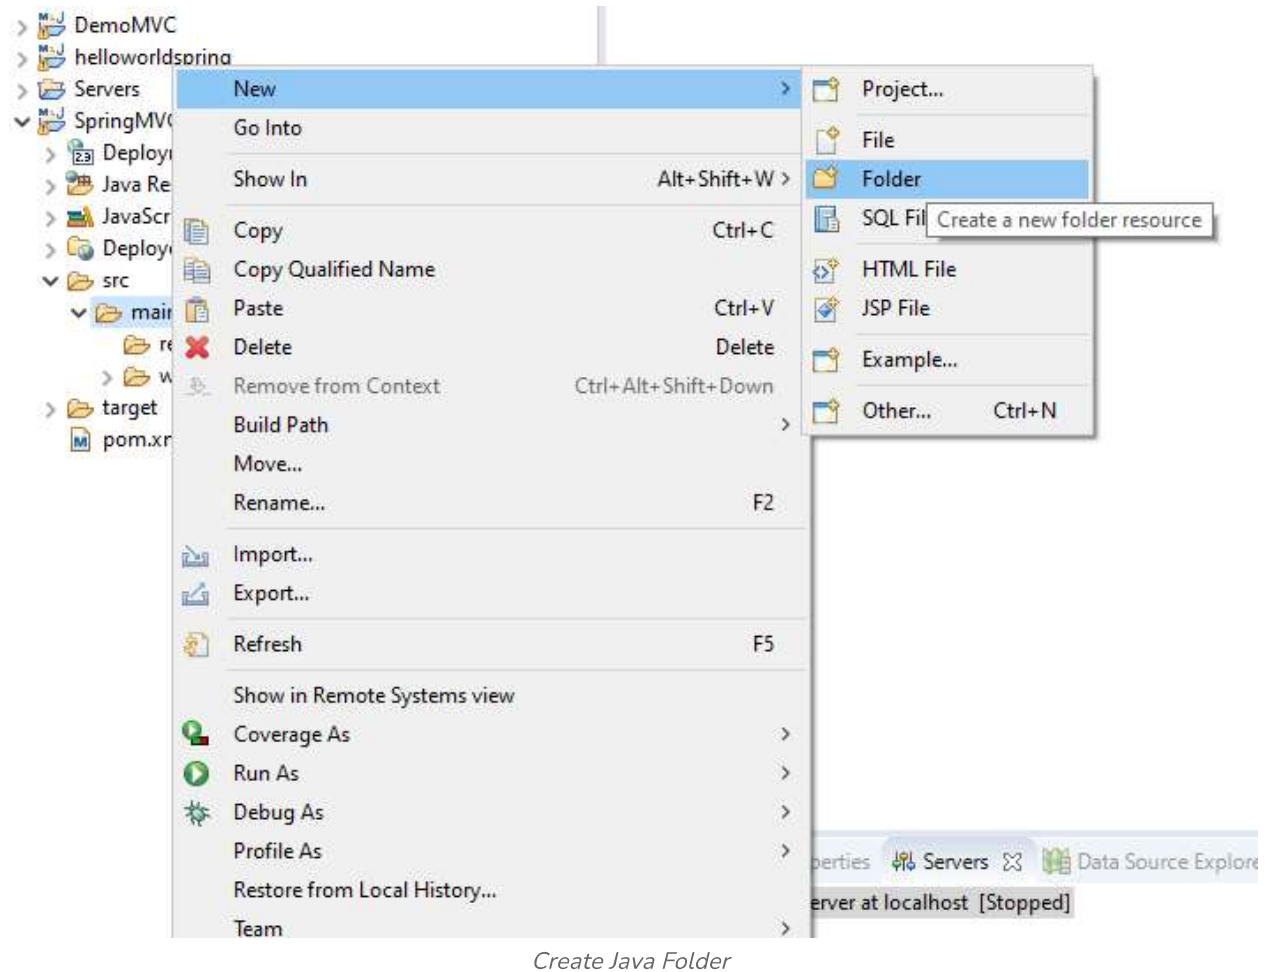 DemoMVC
helloworldspring
Servers
SpringMVC
Deploy
Java Re
JavaScr
Deploye
src
main
re
w
target
pom.x
New
Go Into
Show In Alt+Shift+W
Copy Ctrl+C
Copy Qualified Name
Paste Ctrl+V
Delete Delete
Remove from Context Ctrl+Alt+Shift+Down
Build Path
Move...
Rename... F2
Import...
Export...
Refresh F5
Show in Remote Systems view
Coverage As
Run As
Debug As
Profile As
Restore from Local History...
Team
Project...
File
Folder
SQL Fil
Create a new folder resource
HTML File
JSP File
Example...
Other... Ctrl+N
perties Servers Data Source Explore
erver at localhost [Stopped]
Create Java Folder